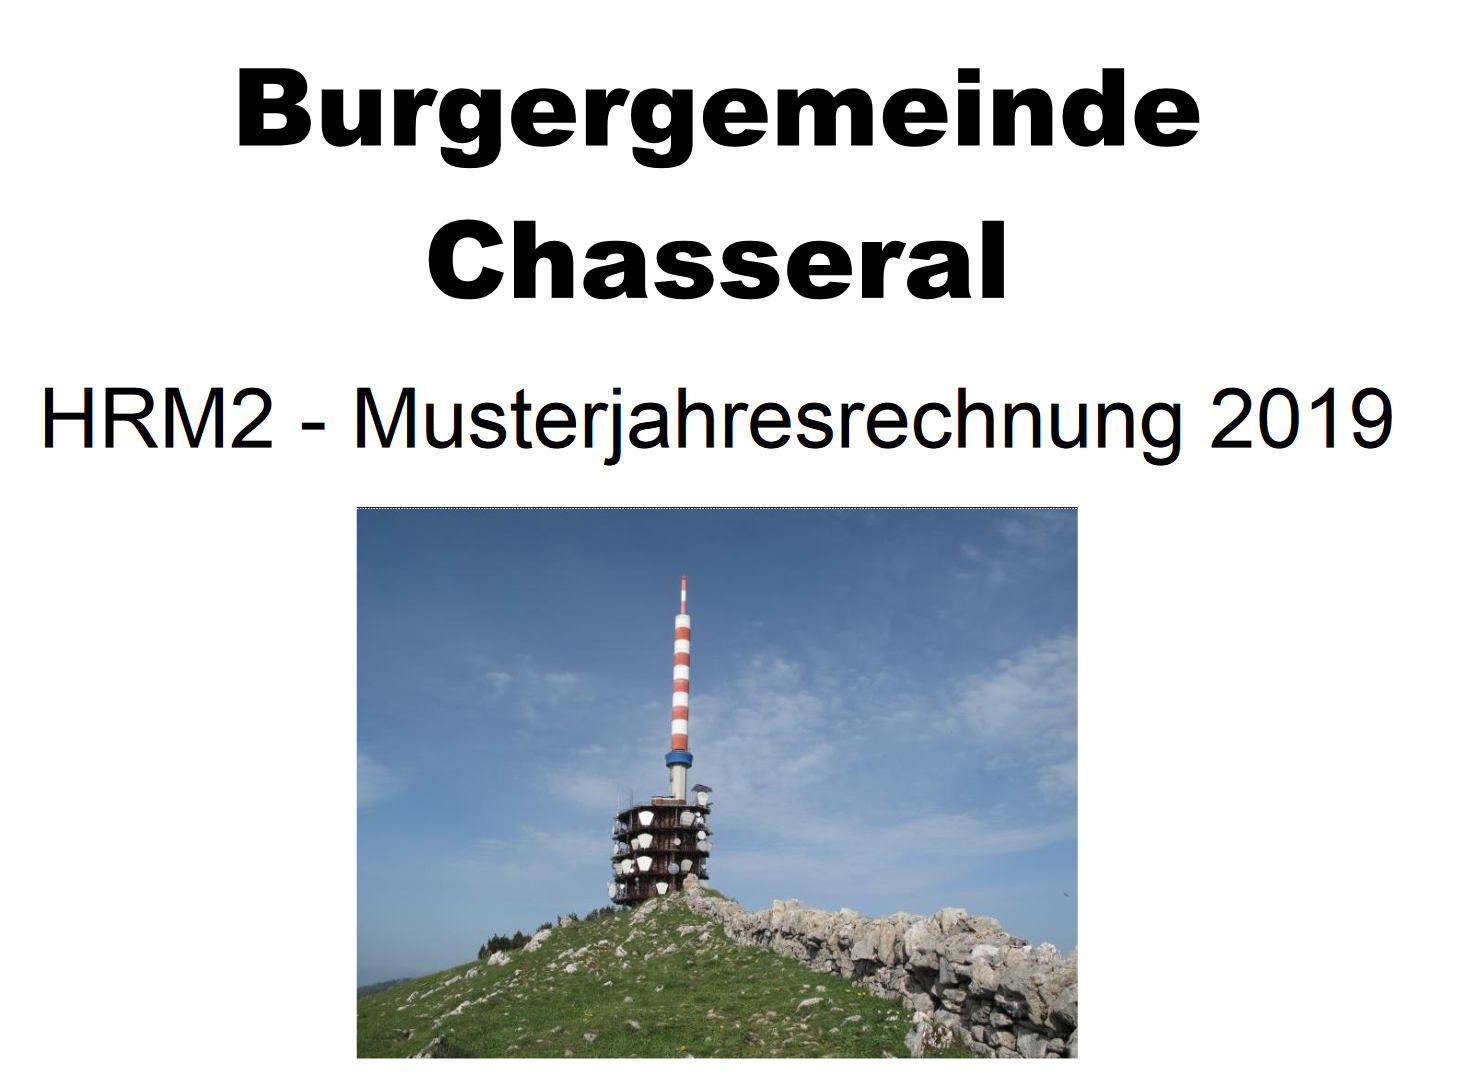 Burgergemeinde
Chasseral
HRM2 - Musterjahresrechnung 2019